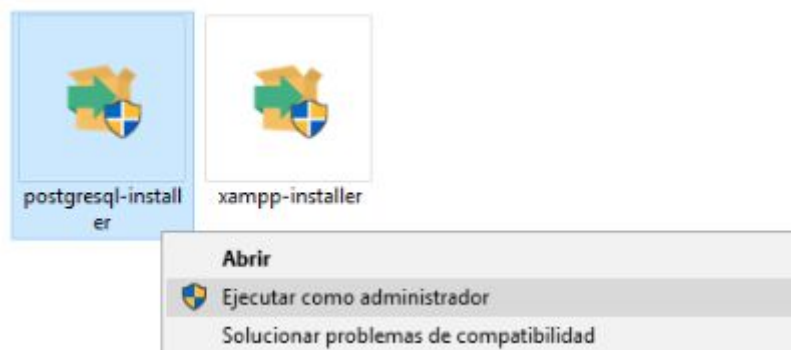 postgresql-install
er
xampp-installer
Abrir
Ejecutar como administrador
Solucionar problemas de compatibilidad